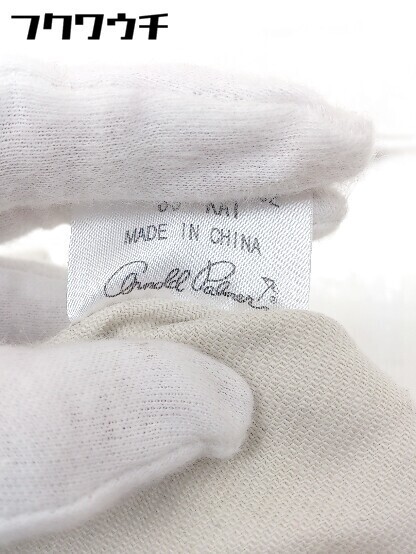 フクワウチ
MADE IN CHINA
Arnold Palmer